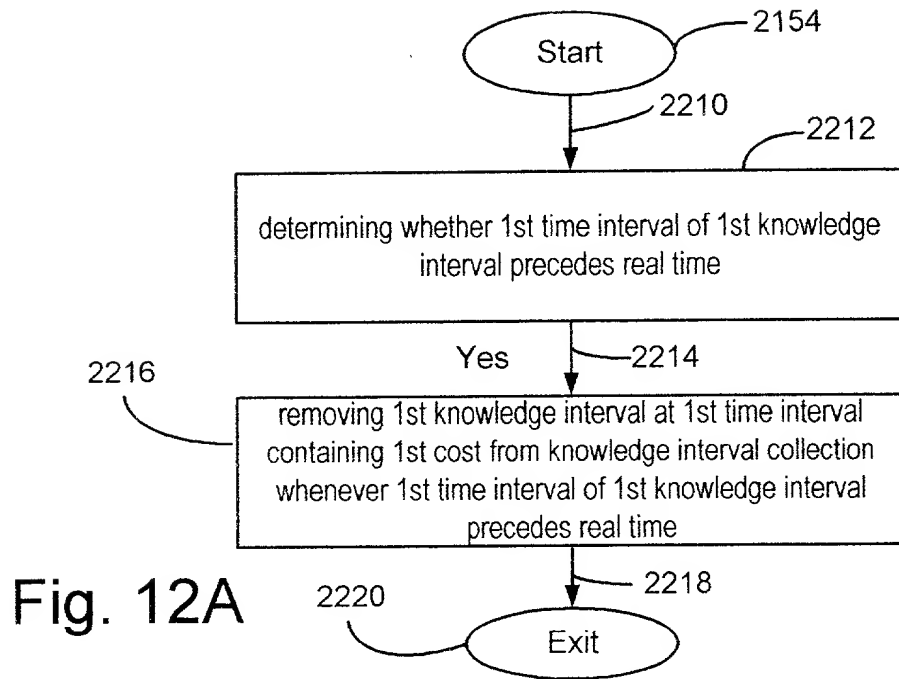 Start
2154
2210
2212
determining whether 1st time interval of 1st knowledge
interval precedes real time
Yes
2214
2216
removing 1st knowledge interval at 1st time interval
containing 1st cost from knowledge interval collection
whenever 1st time interval of 1st knowledge interval
precedes real time
2218
Fig. 12A
2220
Exit